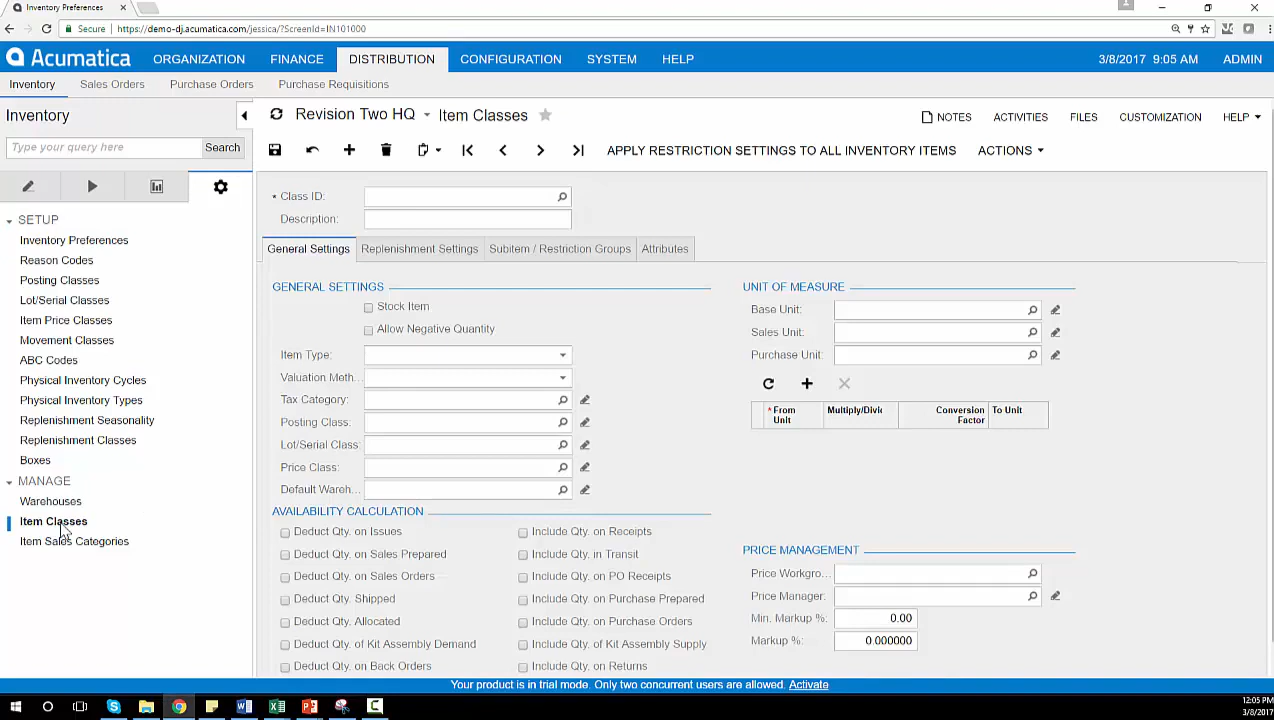 Inventory Preferences
Secure https://demo-dj.acumatica.com/jessica/?ScreenId=IN101000
Acumatica ORGANIZATION FINANCE DISTRIBUTION CONFIGURATION SYSTEM HELP 3/8/2017 9:05 AM ADMIN
Inventory Sales Orders Purchase Orders Purchase Requisitions
Inventory
Type your query here Search
SETUP
Inventory Preferences
Reason Codes
Posting Classes
Lot/Serial Classes
Item Price Classes
Movement Classes
ABC Codes
Physical Inventory Cycles
Physical Inventory Types
Replenishment Seasonality
Replenishment Classes
Boxes
MANAGE
Warehouses
Item Classes
Item Sales Categories
Revision Two HQ Item Classes NOTES ACTIVITIES FILES CUSTOMIZATION HELP
APPLY RESTRICTION SETTINGS TO ALL INVENTORY ITEMS ACTIONS
* Class ID:
Description:
General Settings Replenishment Settings Subitem / Restriction Groups Attributes
GENERAL SETTINGS
Stock Item
Allow Negative Quantity
Item Type:
Valuation Meth...
Tax Category:
Posting Class:
Lot/Serial Class:
Price Class:
Default Wareh...
AVAILABILITY CALCULATION
Deduct Qty. on Issues Include Qty. on Receipts
Deduct Qty. on Sales Prepared Include Qty. in Transit
Deduct Qty. on Sales Orders Include Qty. on PO Receipts
Deduct Qty. Shipped Include Qty. on Purchase Prepared
Deduct Qty. Allocated Include Qty. on Purchase Orders
Deduct Qty. of Kit Assembly Demand Include Qty. of Kit Assembly Supply
Deduct Qty. on Back Orders Include Qty. on Returns
UNIT OF MEASURE
Base Unit:
Sales Unit:
Purchase Unit:
* From Unit Multiply/Divid Conversion Factor To Unit
PRICE MANAGEMENT
Price Workgro...
Price Manager:
Min. Markup %: 0.00
Markup %: 0.000000
Your product is in trial mode. Only two concurrent users are allowed. Activate
12:05 PM
3/8/2017